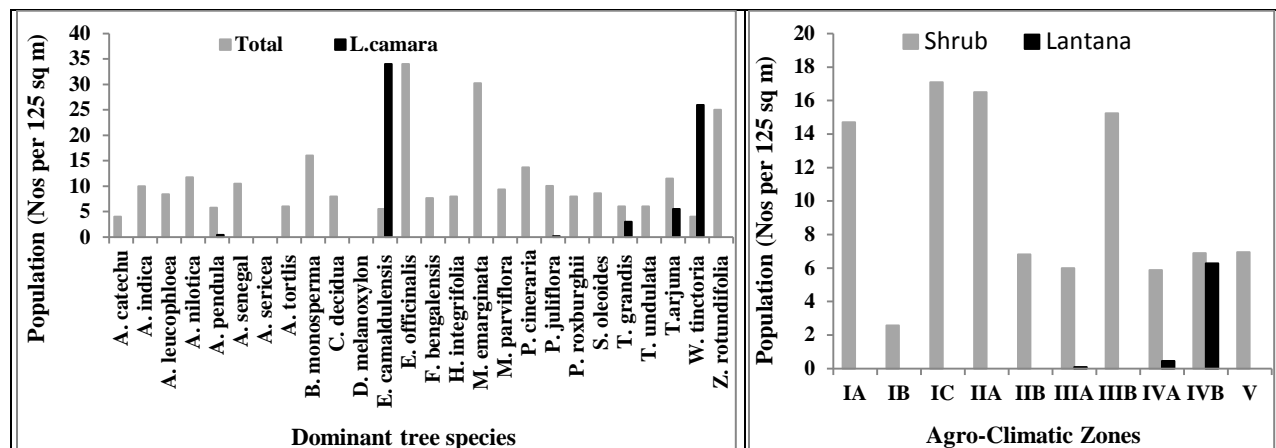 Population (Nos per 125 sq m)
40
35
30
25
20
15
10
5
0
Total
L.camara
A. catechu
A. indica
A. leucophloea
A. nilotica
A. pendula
A. senegal
A. sericea
A. tortlis
B. monosperma
C. decidua
D. melanoxylon
E. camaldulensis
E. officinalis
F. bengalensis
H. integrifolia
M. emarginata
M. parviflora
P. cineraria
P. juliflora
P. roxburghii
S. oleoides
T. grandis
T. undulata
T.arjuna
W. tinctoria
Z. rotundifolia
Dominant tree species
Population (Nos per 125 sq m)
20
18
16
14
12
10
8
6
4
2
0
Shrub
Lantana
IA IB IC IIA IIB IIIA IIIB IVA IVB V
Agro-Climatic Zones